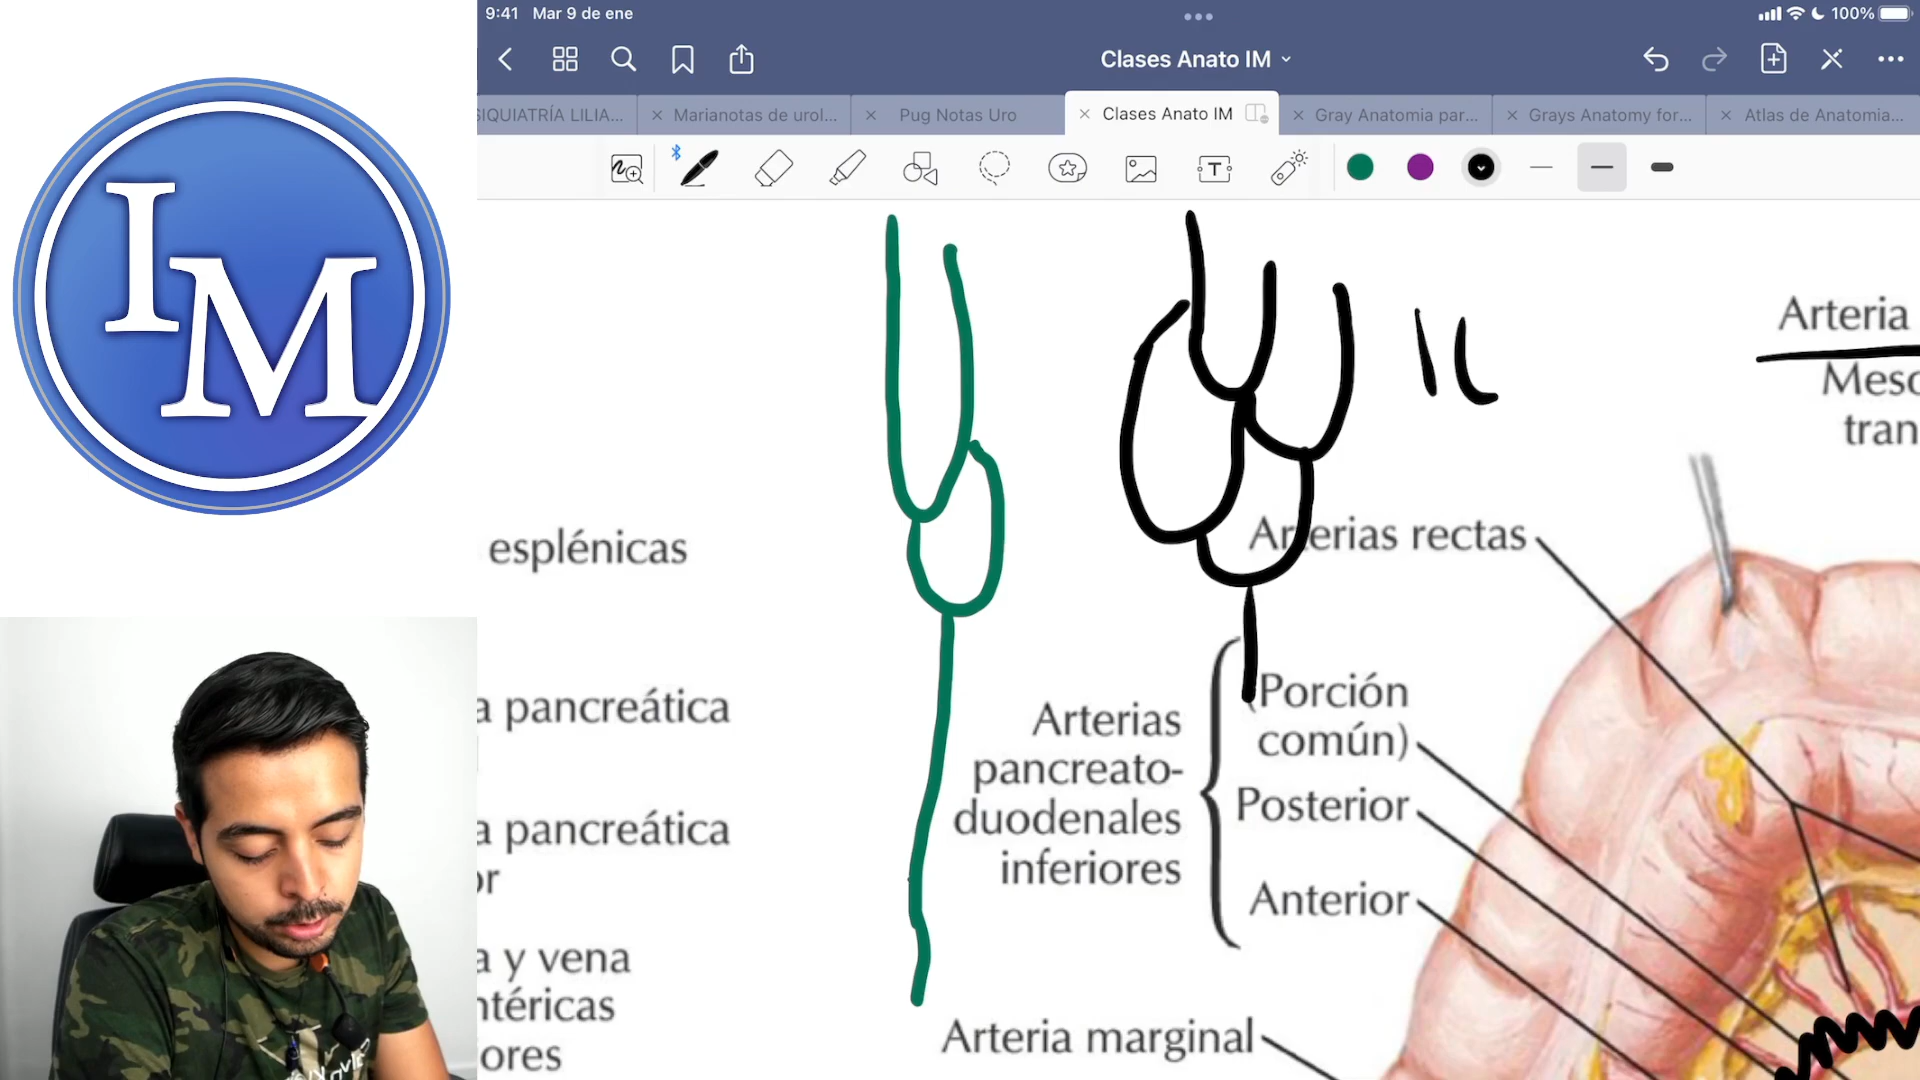 9:41 Mar 9 de ene
100%
Clases Anato IM
SIQUIATRÍA LILIA...
Marianotas de urol...
Pug Notas Uro
Clases Anato IM
Gray Anatomia par...
Grays Anatomy for...
Atlas de Anatomia...
IM
Arteria
Meso
tran
Arterias rectas
esplénicas
a pancreática
a pancreática
or
a y vena
ntéricas
ores
Arterias
pancreato-
duodenales
inferiores
(Porción
común)
Posterior
Anterior
Arteria marginal